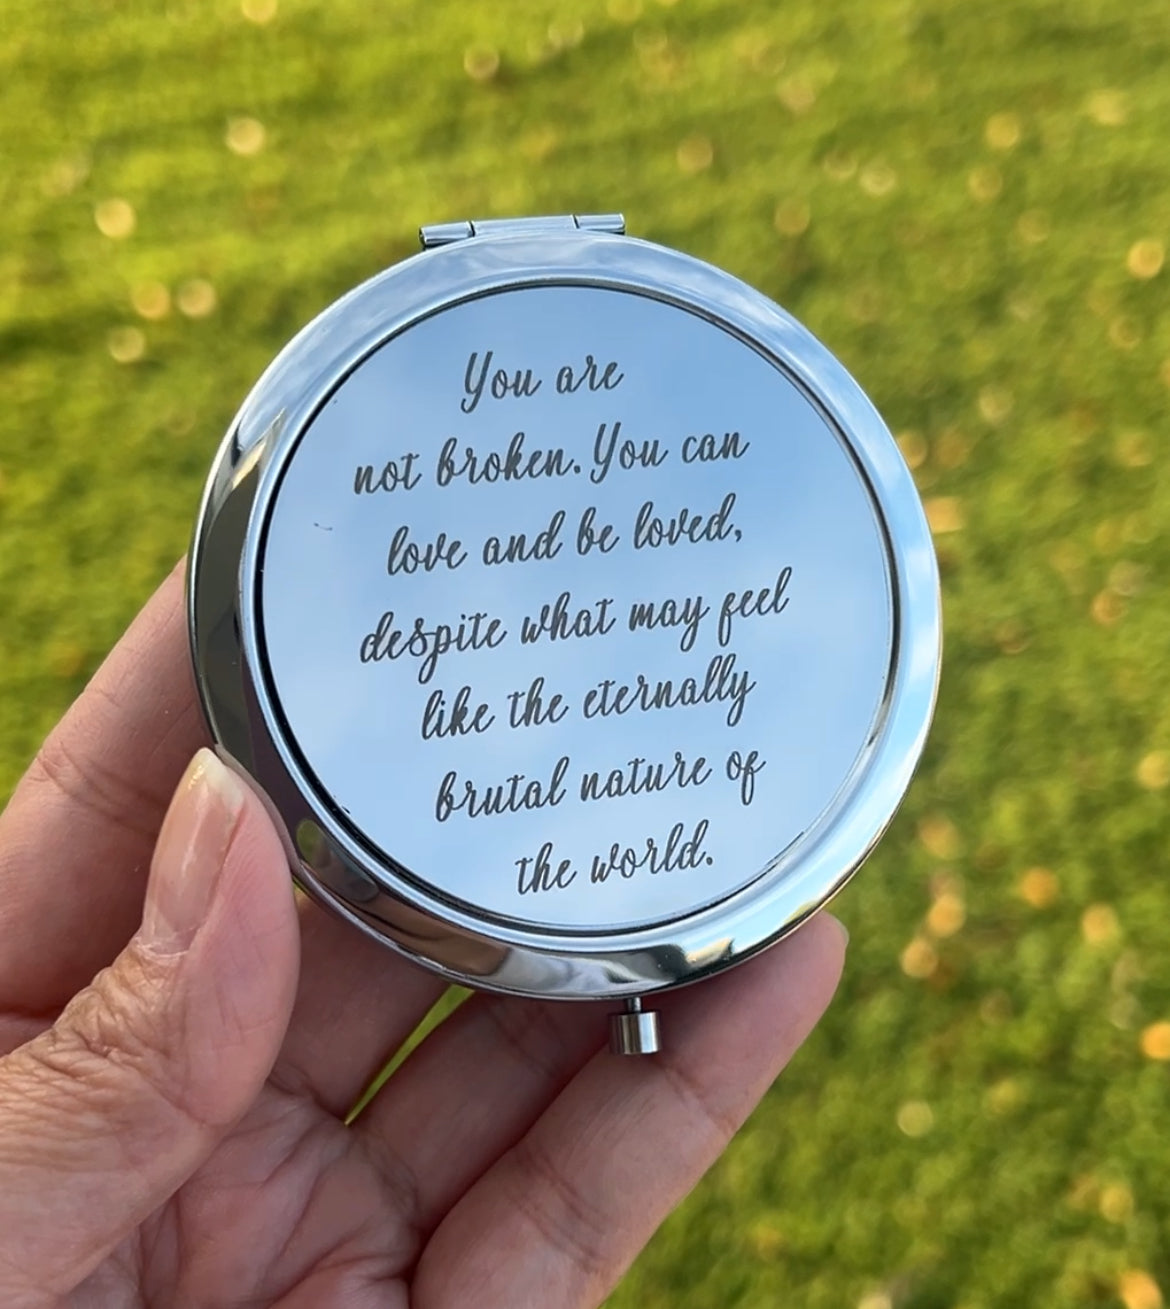 You are
not broken. You can
love and be loved,
despite what may feel
like the eternally
brutal nature of
the world.